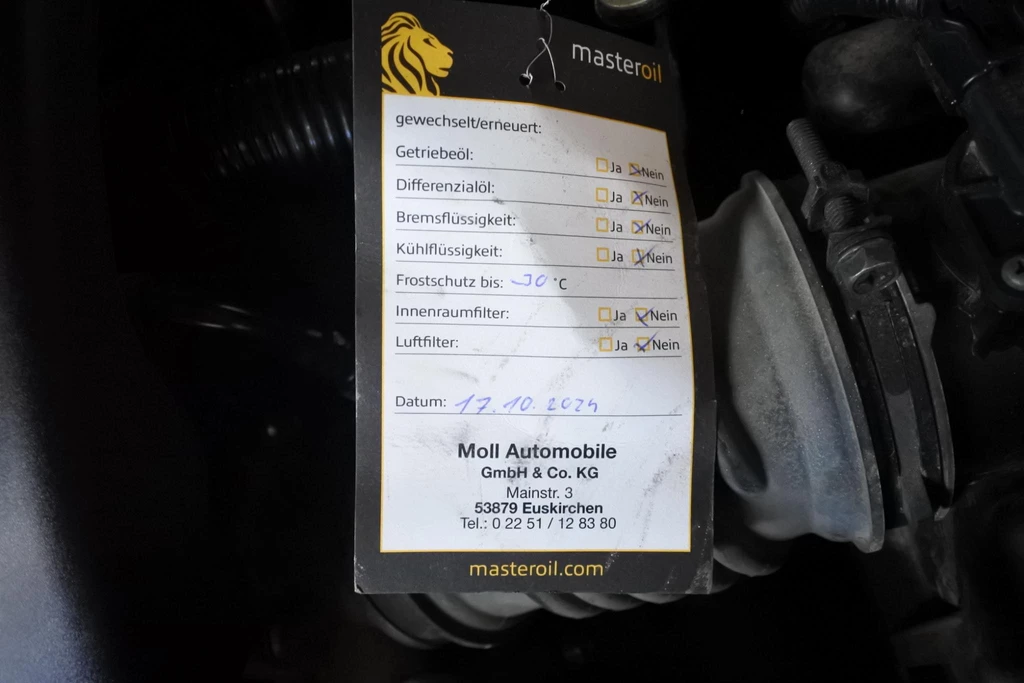 masteroil
gewechselt/erneuert:
Getriebeöl: ☐ Ja ☒ Nein
Differenzialöl: ☐ Ja ☒ Nein
Bremsflüssigkeit: ☐ Ja ☒ Nein
Kühlflüssigkeit: ☐ Ja ☒ Nein
Frostschutz bis: -30 °C
Innenraumfilter: ☐ Ja ☒ Nein
Luftfilter: ☐ Ja ☒ Nein
Datum: 17.10.2024
Moll Automobile
GmbH & Co. KG
Mainstr. 3
53879 Euskirchen
Tel.: 0 22 51 / 12 83 80
masteroil.com